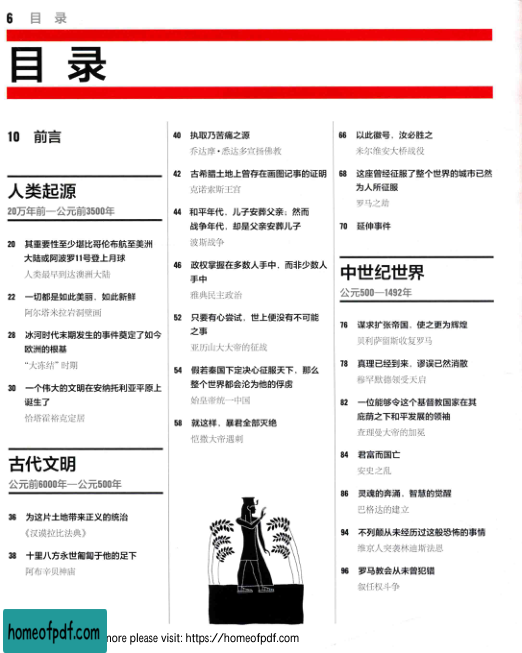 6 目 录
目 录
10 前言
人类起源
20万年前—公元前3500年
20 其重要性至少堪比哥伦布航至美洲
大陆或阿波罗11号登上月球
人类最早到达澳洲大陆
22 一切都是如此美丽，如此新鲜
阿尔塔米拉岩洞壁画
28 冰河时代末期发生的事件奠定了如今
欧洲的根基
“大冻结”时期
30 一个伟大的文明在安纳托利亚平原上
诞生了
恰塔霍裕克定居
古代文明
公元前6000年—公元500年
36 为这片土地带来正义的统治
《汉谟拉比法典》
38 十里八方永世匍匐于他的足下
阿布辛贝神庙
40 执取乃苦痛之源
乔达摩·悉达多宣扬佛教
42 古希腊土地上曾存在画图记事的证明
克诺索斯王宫
44 和平年代，儿子安葬父亲；然而
战争年代，却是父亲安葬儿子
波斯战争
46 政权掌握在多数人手中，而非少数人
手中
雅典民主政治
52 只要有心尝试，世上便没有不可能
之事
亚历山大大帝的征战
54 假若秦国下定决心征服天下，那么
整个世界都会沦为他的俘虏
始皇帝统一中国
58 就这样，暴君全部灭绝
恺撒大帝遇刺
66 以此徽号，汝必胜之
米尔维安大桥战役
68 这座曾经征服了整个世界的城市已然
为人所征服
罗马之劫
70 延伸事件
中世纪世界
公元500—1492年
76 谋求扩张帝国，使之更为辉煌
贝利萨留斯收复罗马
78 真理已经到来，谬误已然消散
穆罕默德领受天启
82 一位能够令这个基督教国家在其
庇荫之下和平发展的领袖
查理曼大帝的加冕
84 君富而国亡
安史之乱
86 灵魂的奔涌，智慧的觉醒
巴格达的建立
94 不列颠从未经历过这般恐怖的事情
维京人突袭林迪斯法恩
96 罗马教会从未曾犯错
叙任权斗争
homeofpdf.com
more please visit: https://homeofpdf.com